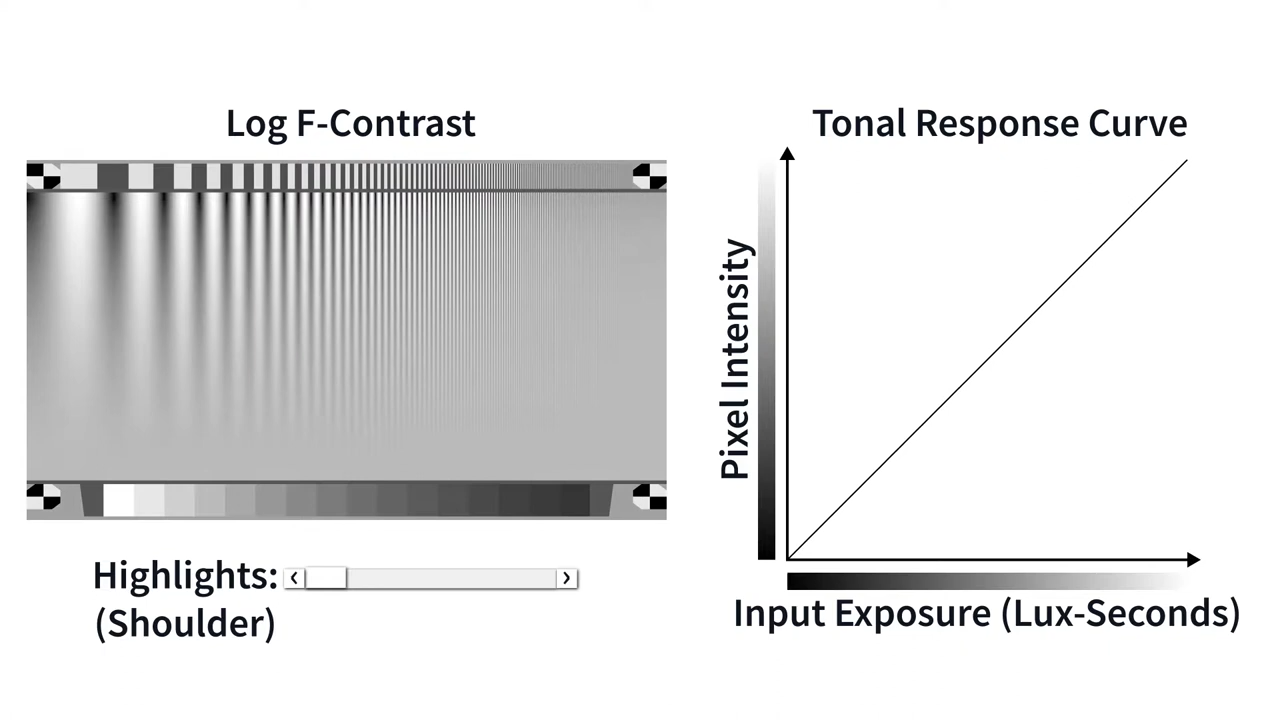 Log F-Contrast
Tonal Response Curve
Pixel Intensity
Highlights:
(Shoulder)
Input Exposure (Lux-Seconds)